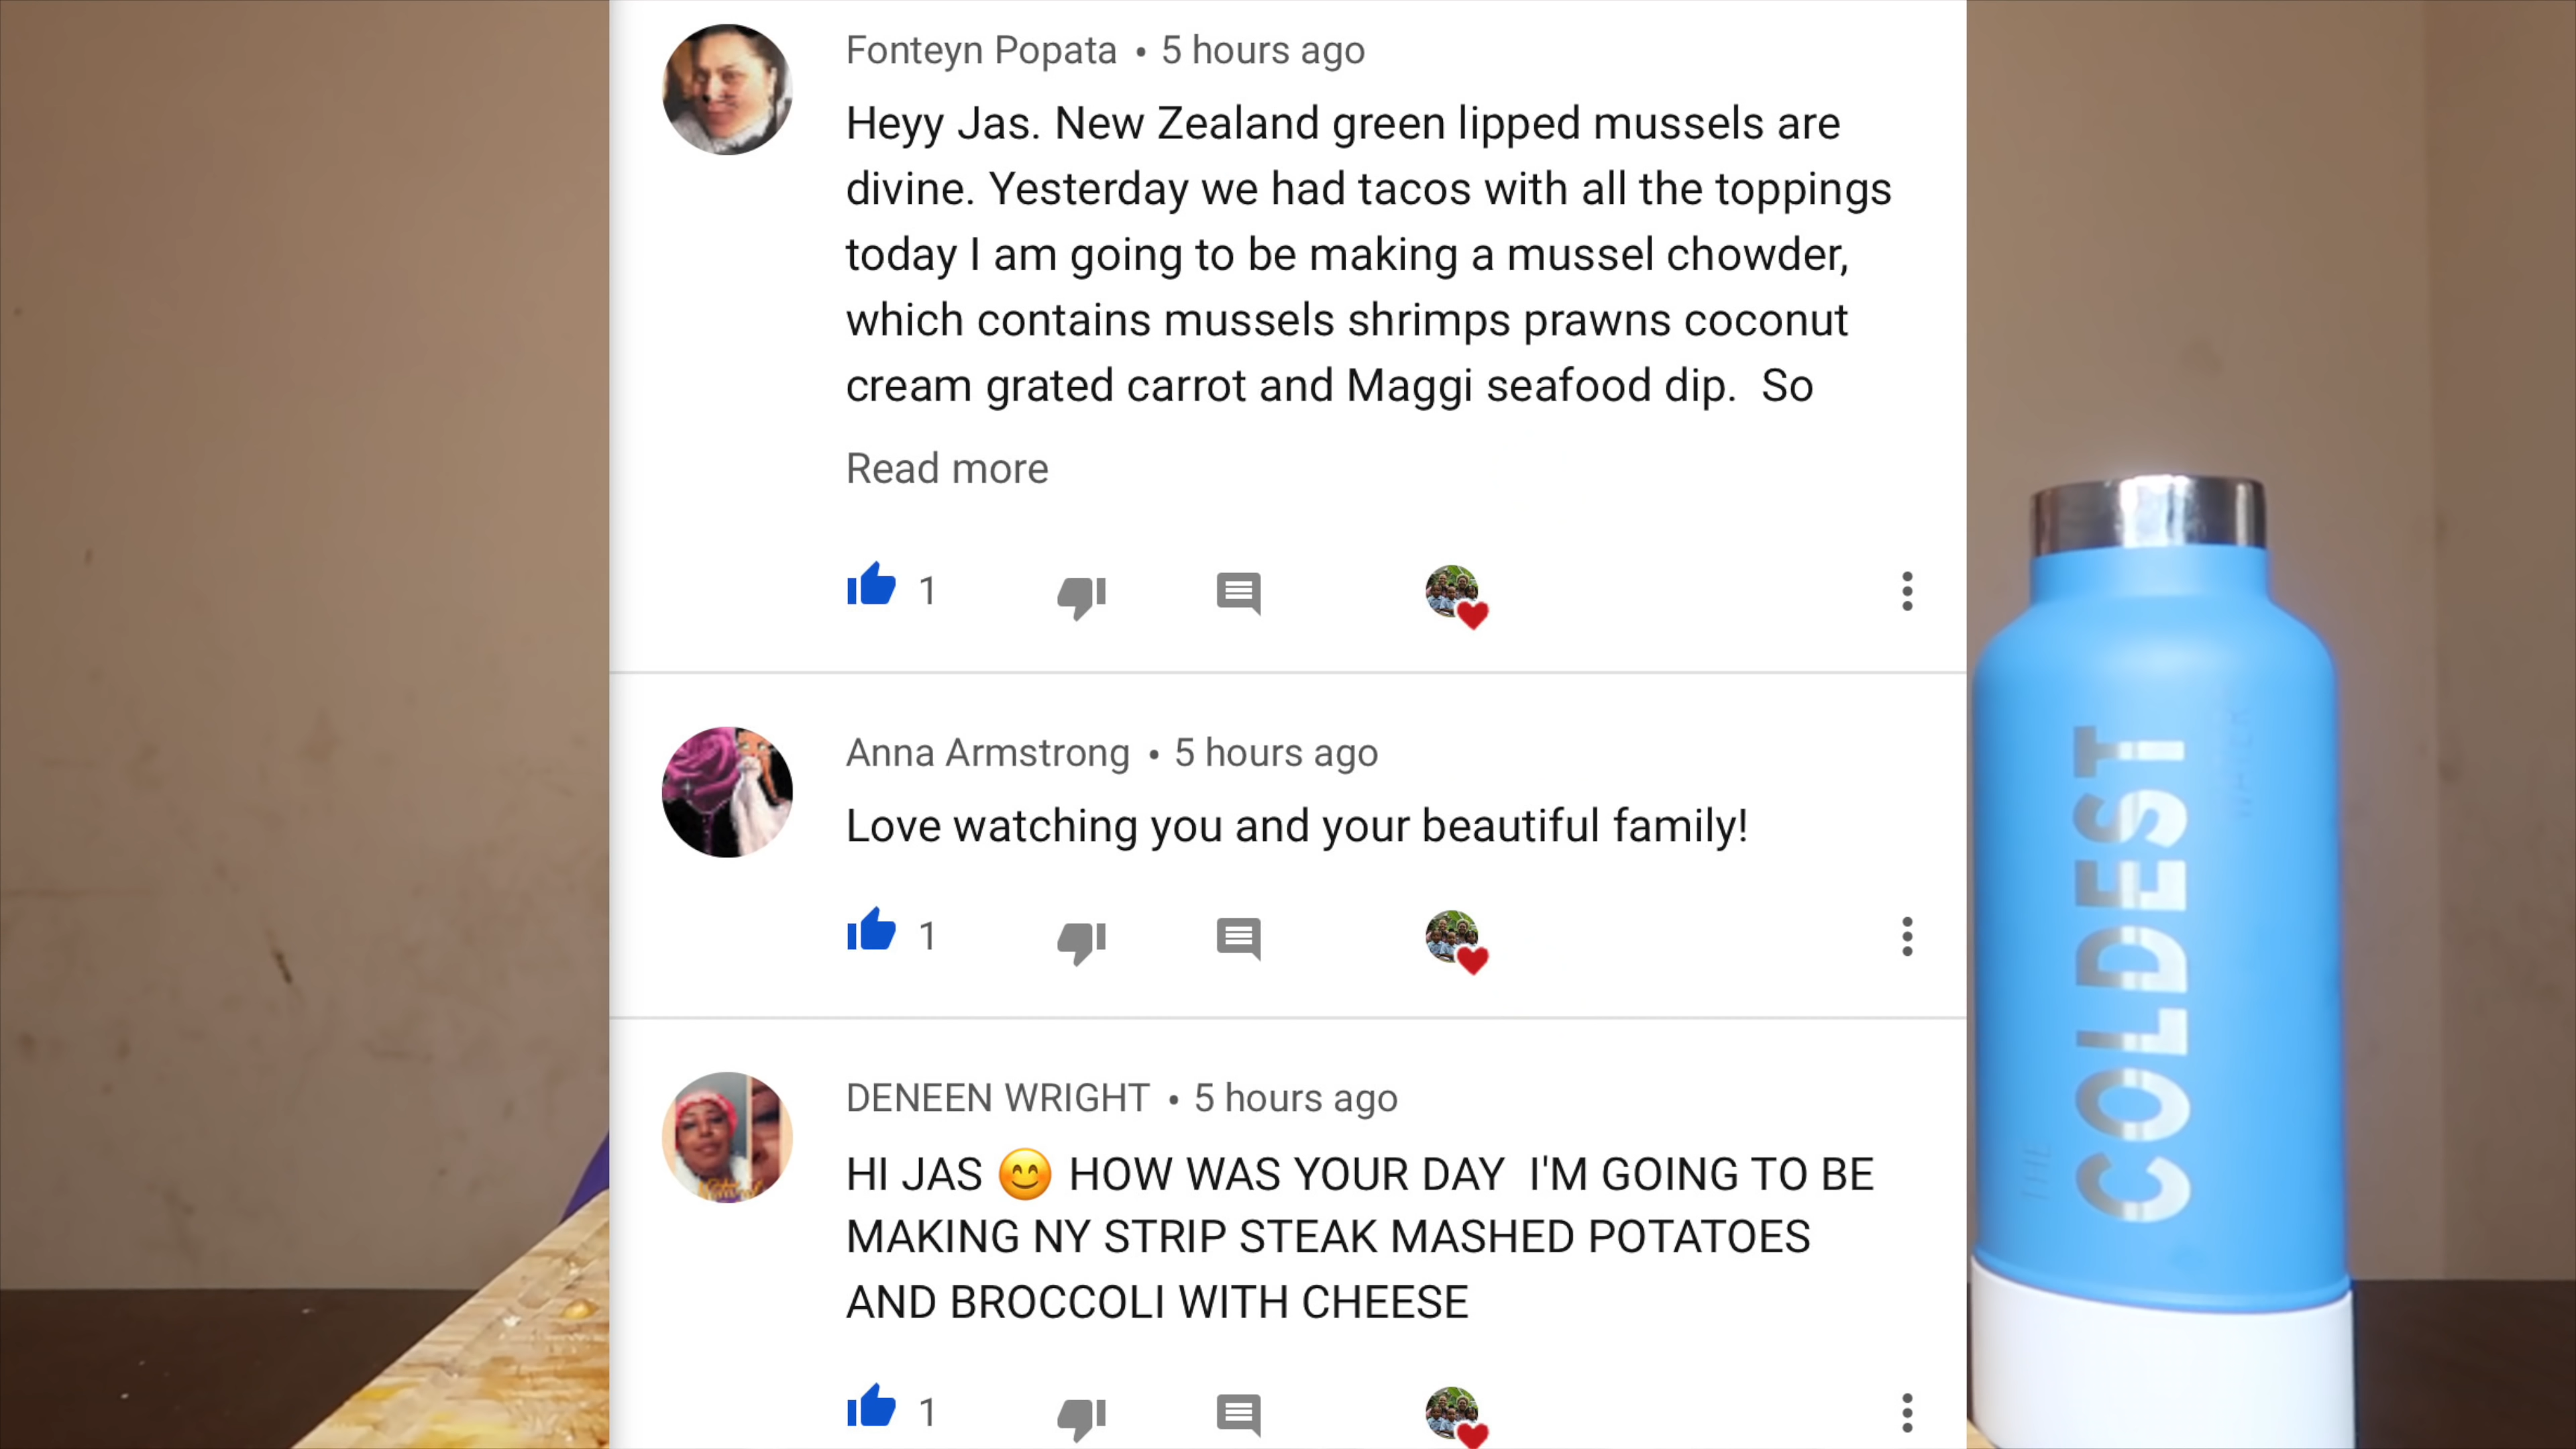 Fonteyn Popata • 5 hours ago
Heyy Jas. New Zealand green lipped mussels are
divine. Yesterday we had tacos with all the toppings
today I am going to be making a mussel chowder,
which contains mussels shrimps prawns coconut
cream grated carrot and Maggi seafood dip.  So
Read more
1
Anna Armstrong • 5 hours ago
Love watching you and your beautiful family!
1
DENEEN WRIGHT • 5 hours ago
HI JAS 😊 HOW WAS YOUR DAY  I'M GOING TO BE
MAKING NY STRIP STEAK MASHED POTATOES
AND BROCCOLI WITH CHEESE
1
THE
COLDEST
WATER